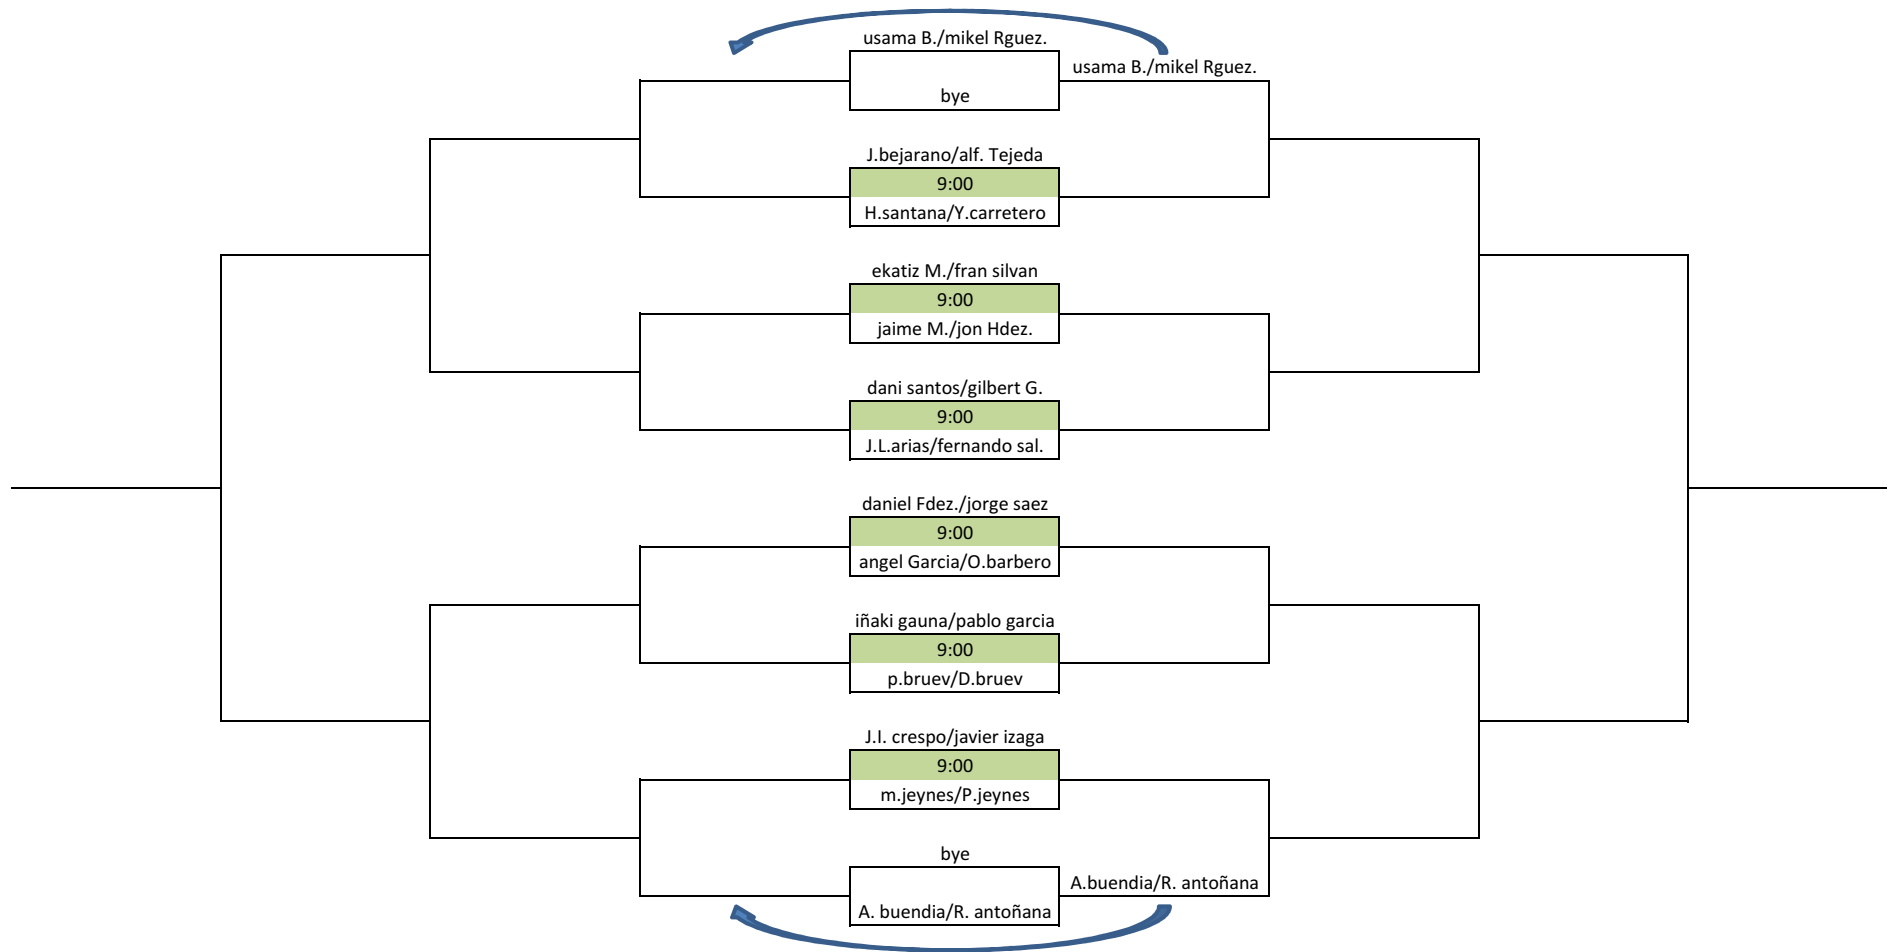 usama B./mikel Rguez.
usama B./mikel Rguez.
bye
J.bejarano/alf. Tejeda
9:00
H.santana/Y.carretero
ekatiz M./fran silvan
9:00
jaime M./jon Hdez.
dani santos/gilbert G.
9:00
J.L.arias/fernando sal.
daniel Fdez./jorge saez
9:00
angel Garcia/O.barbero
iñaki gauna/pablo garcia
9:00
p.bruev/D.bruev
J.I. crespo/javier izaga
9:00
m.jeynes/P.jeynes
bye
A.buendia/R. antoñana
A. buendia/R. antoñana